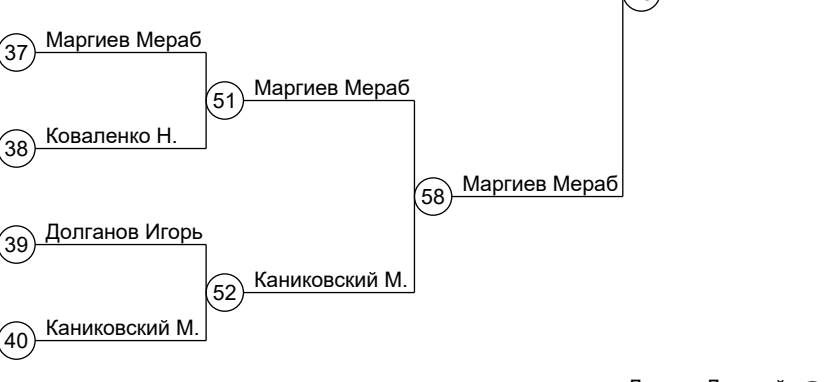 37 Маргиев Мераб
51 Маргиев Мераб
38 Коваленко Н.
58 Маргиев Мераб
39 Долганов Игорь
52 Каниковский М.
40 Каниковский М.